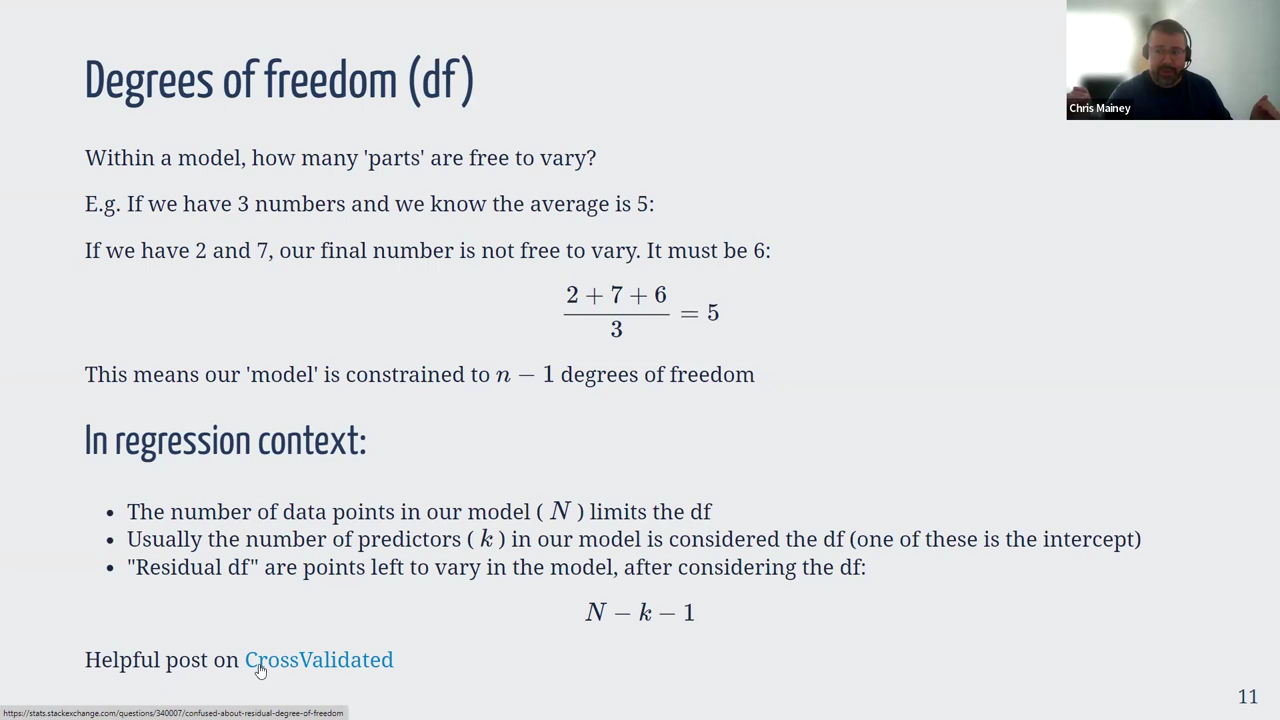 Degrees of freedom (df)
Chris Mainey
Within a model, how many 'parts' are free to vary?
E.g. If we have 3 numbers and we know the average is 5:
If we have 2 and 7, our final number is not free to vary. It must be 6:
2 + 7 + 6
3
= 5
This means our 'model' is constrained to n − 1 degrees of freedom
In regression context:
• The number of data points in our model ( N ) limits the df
• Usually the number of predictors ( k ) in our model is considered the df (one of these is the intercept)
• "Residual df" are points left to vary in the model, after considering the df:
N − k − 1
Helpful post on CrossValidated
11
https://stats.stackexchange.com/questions/340007/confused-about-residual-degree-of-freedom